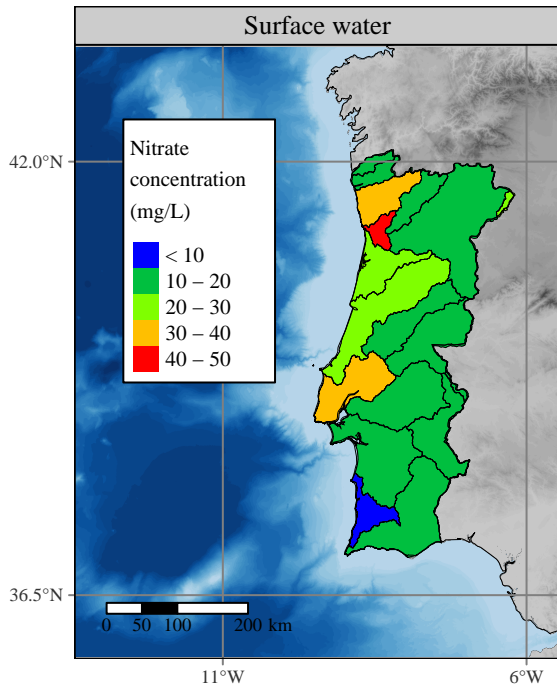 Surface water
42.0°N
Nitrate
concentration
(mg/L)
< 10
10 – 20
20 – 30
30 – 40
40 – 50
36.5°N
0 50 100 200 km
11°W 6°W